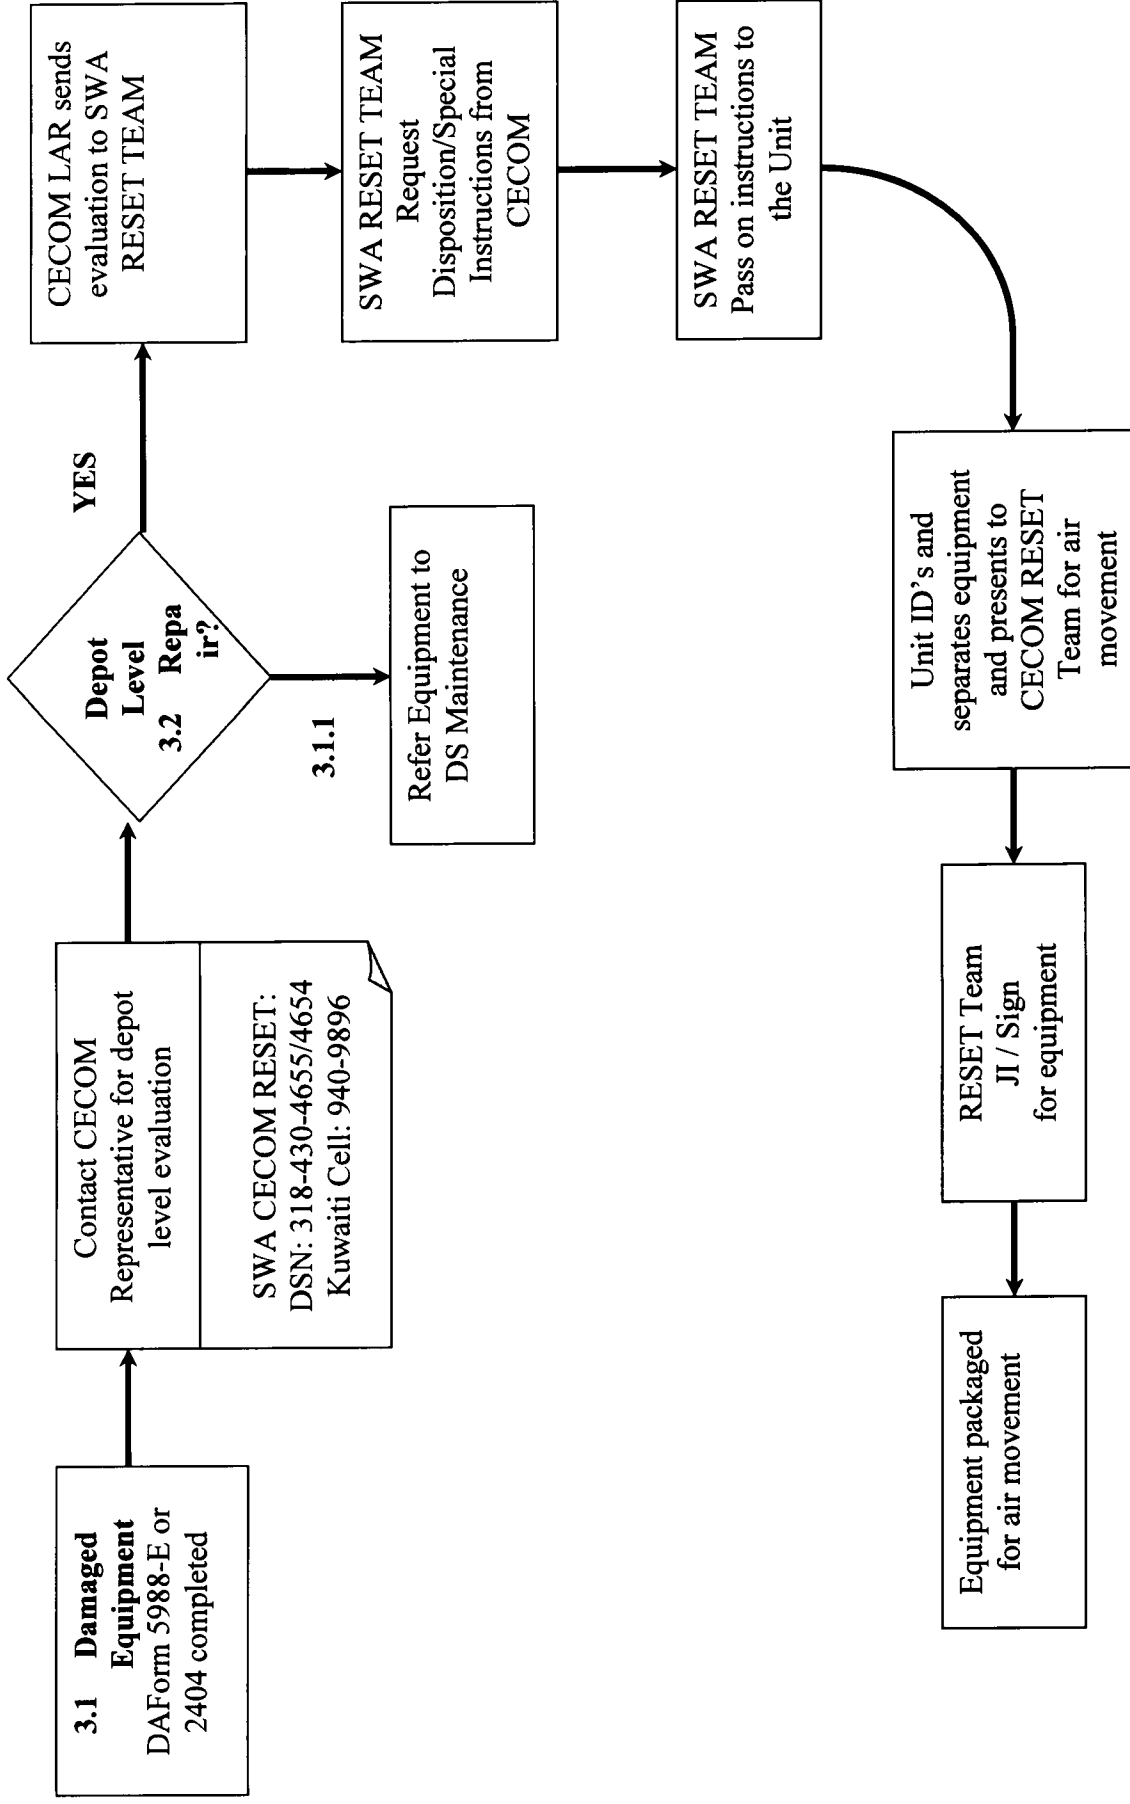 3.1 Damaged
Equipment
DAForm 5988-E or
2404 completed
Contact CECOM
Representative for depot
level evaluation
SWA CECOM RESET:
DSN: 318-430-4655/4654
Kuwaiti Cell: 940-9896
Depot
Level
3.2 Repa
ir?
YES
3.1.1
Refer Equipment to
DS Maintenance
CECOM LAR sends
evaluation to SWA
RESET TEAM
SWA RESET TEAM
Request
Disposition/Special
Instructions from
CECOM
SWA RESET TEAM
Pass on instructions to
the Unit
Unit ID's and
separates equipment
and presents to
CECOM RESET
Team for air
movement
RESET Team
JI / Sign
for equipment
Equipment packaged
for air movement